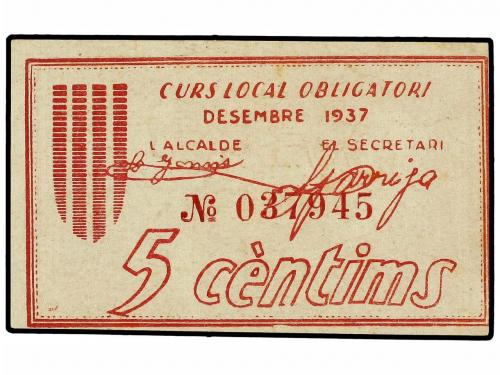 CURS LOCAL OBLIGATORI
DESEMBRE 1937
L'ALCALDE EL SECRETARI
Nº 037945
5 cèntims